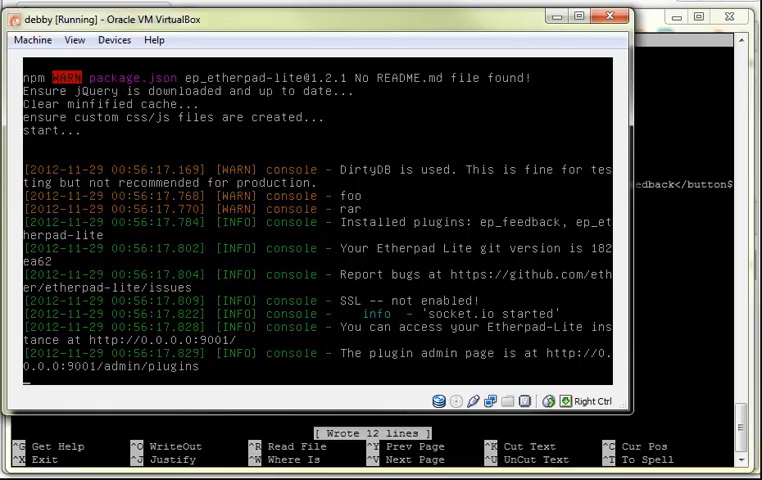 debby [Running] - Oracle VM VirtualBox
Machine View Devices Help
npm WARN package.json ep_etherpad-lite@1.2.1 No README.md file found!
Ensure jQuery is downloaded and up to date...
Clear minfified cache...
ensure custom css/js files are created...
start...
[2012-11-29 00:56:17.169] [WARN] console - DirtyDB is used. This is fine for tes
ting but not recommended for production.
[2012-11-29 00:56:17.768] [WARN] console - foo
[2012-11-29 00:56:17.770] [WARN] console - rar
[2012-11-29 00:56:17.784] [INFO] console - Installed plugins: ep_feedback, ep_et
herpad-lite
[2012-11-29 00:56:17.802] [INFO] console - Your Etherpad Lite git version is 182
ea62
[2012-11-29 00:56:17.804] [INFO] console - Report bugs at https://github.com/eth
er/etherpad-lite/issues
[2012-11-29 00:56:17.809] [INFO] console - SSL -- not enabled!
[2012-11-29 00:56:17.822] [INFO] console - info - 'socket.io started'
[2012-11-29 00:56:17.828] [INFO] console - You can access your Etherpad-Lite ins
tance at http://0.0.0.0:9001/
[2012-11-29 00:56:17.829] [INFO] console - The plugin admin page is at http://0.
0.0.0:9001/admin/plugins
Right Ctrl
edback</button$
[ Wrote 12 lines ]
^G Get Help ^O WriteOut ^R Read File ^Y Prev Page ^K Cut Text ^C Cur Pos
^X Exit ^J Justify ^W Where Is ^V Next Page ^U UnCut Text ^T To Spell